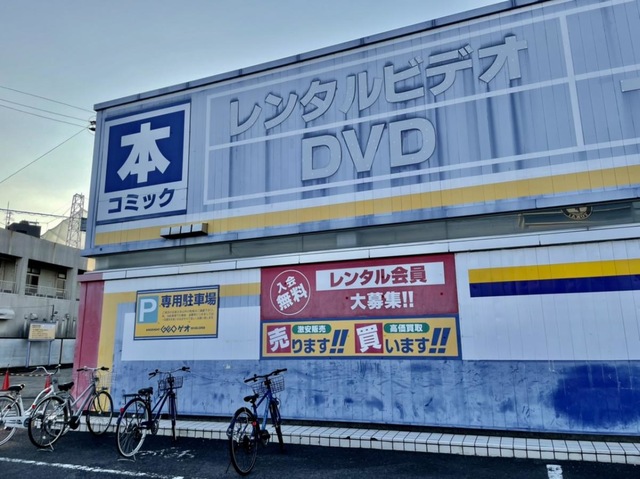 本
コミック
レンタルビデオ
DVD
P 専用駐車場
ゲオ
入会無料
レンタル会員
大募集!!
激安販売
売ります!!
高価買取
買います!!